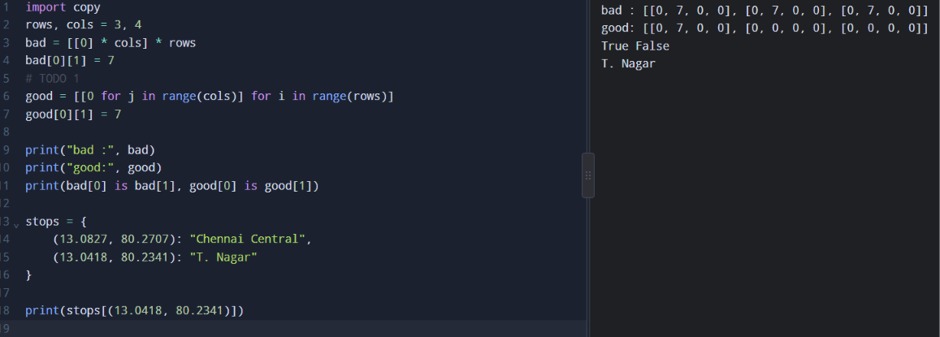 1 import copy
2 rows, cols = 3, 4
3 bad = [[0] * cols] * rows
4 bad[0][1] = 7
5 # TODO 1
6 good = [[0 for j in range(cols)] for i in range(rows)]
7 good[0][1] = 7
8
9 print("bad :", bad)
10 print("good:", good)
11 print(bad[0] is bad[1], good[0] is good[1])
12
13 stops = {
14     (13.0827, 80.2707): "Chennai Central",
15     (13.0418, 80.2341): "T. Nagar"
16 }
17
18 print(stops[(13.0418, 80.2341)])
19
bad : [[0, 7, 0, 0], [0, 7, 0, 0], [0, 7, 0, 0]]
good: [[0, 7, 0, 0], [0, 0, 0, 0], [0, 0, 0, 0]]
True False
T. Nagar